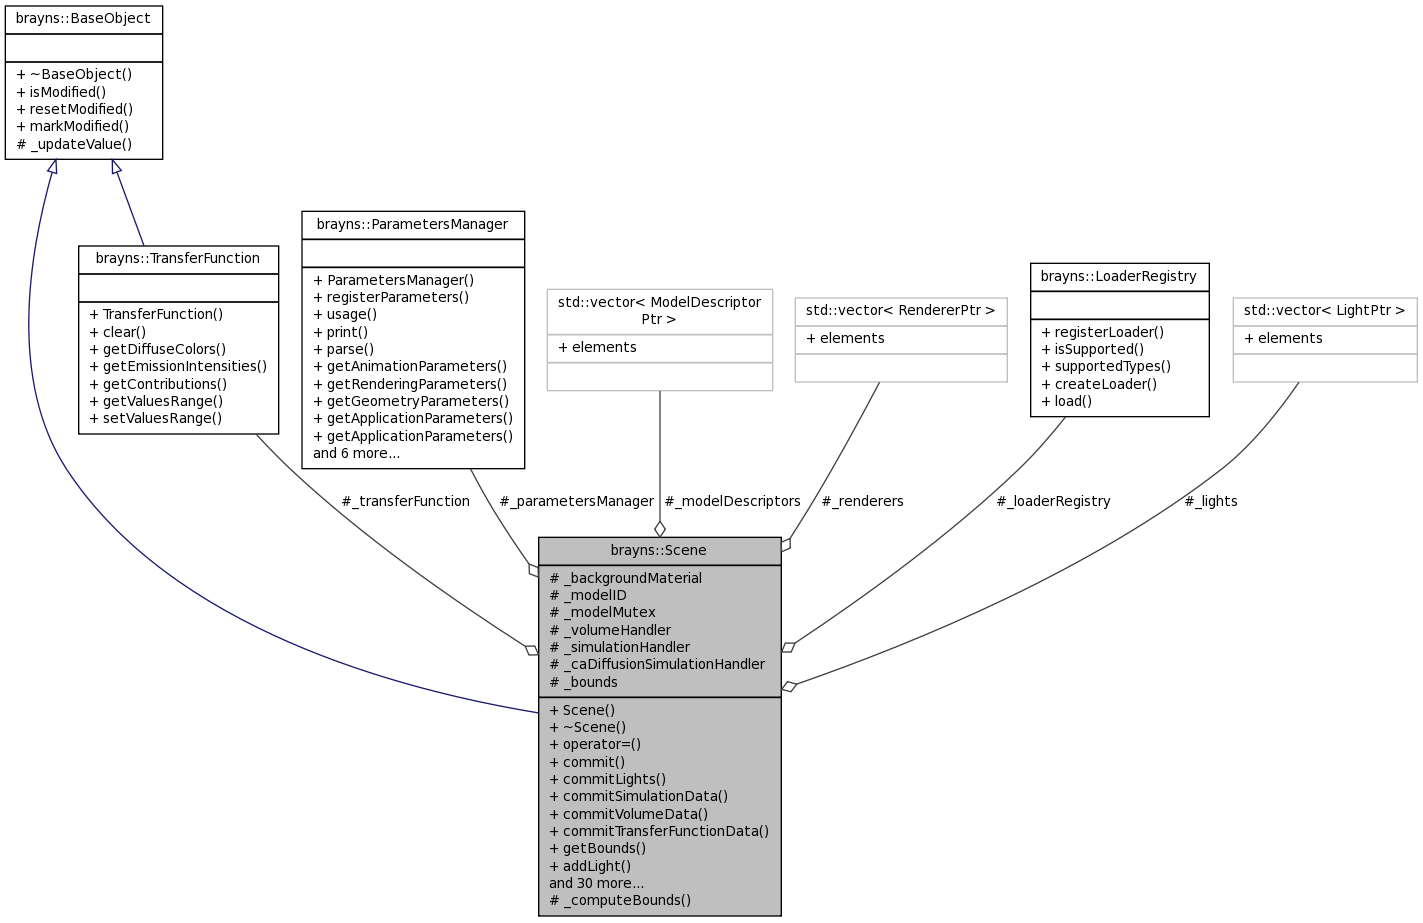 brayns::BaseObject
+ ~BaseObject()
+ isModified()
+ resetModified()
+ markModified()
# _updateValue()
brayns::TransferFunction
+ TransferFunction()
+ clear()
+ getDiffuseColors()
+ getEmissionIntensities()
+ getContributions()
+ getValuesRange()
+ setValuesRange()
brayns::ParametersManager
+ ParametersManager()
+ registerParameters()
+ usage()
+ print()
+ parse()
+ getAnimationParameters()
+ getRenderingParameters()
+ getGeometryParameters()
+ getApplicationParameters()
+ getApplicationParameters()
and 6 more...
std::vector< ModelDescriptor
Ptr >
+ elements
std::vector< RendererPtr >
+ elements
brayns::LoaderRegistry
+ registerLoader()
+ isSupported()
+ supportedTypes()
+ createLoader()
+ load()
std::vector< LightPtr >
+ elements
#_transferFunction
#_parametersManager
#_modelDescriptors
#_renderers
#_loaderRegistry
#_lights
brayns::Scene
# _backgroundMaterial
# _modelID
# _modelMutex
# _volumeHandler
# _simulationHandler
# _caDiffusionSimulationHandler
# _bounds
+ Scene()
+ ~Scene()
+ operator=()
+ commit()
+ commitLights()
+ commitSimulationData()
+ commitVolumeData()
+ commitTransferFunctionData()
+ getBounds()
+ addLight()
and 30 more...
# _computeBounds()